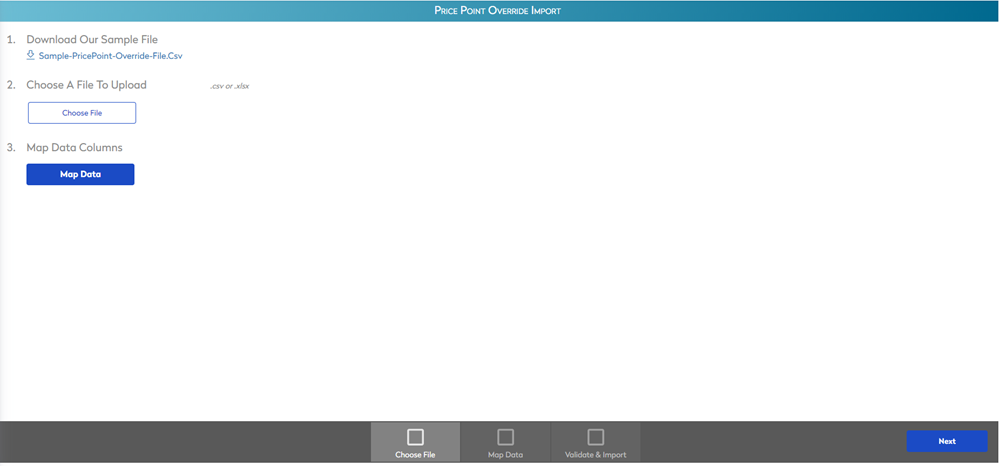 Price Point Override Import
1. Download Our Sample File
Sample-PricePoint-Override-File.Csv
2. Choose A File To Upload .csv or .xlsx
Choose File
3. Map Data Columns
Map Data
Choose File Map Data Validate & Import Next